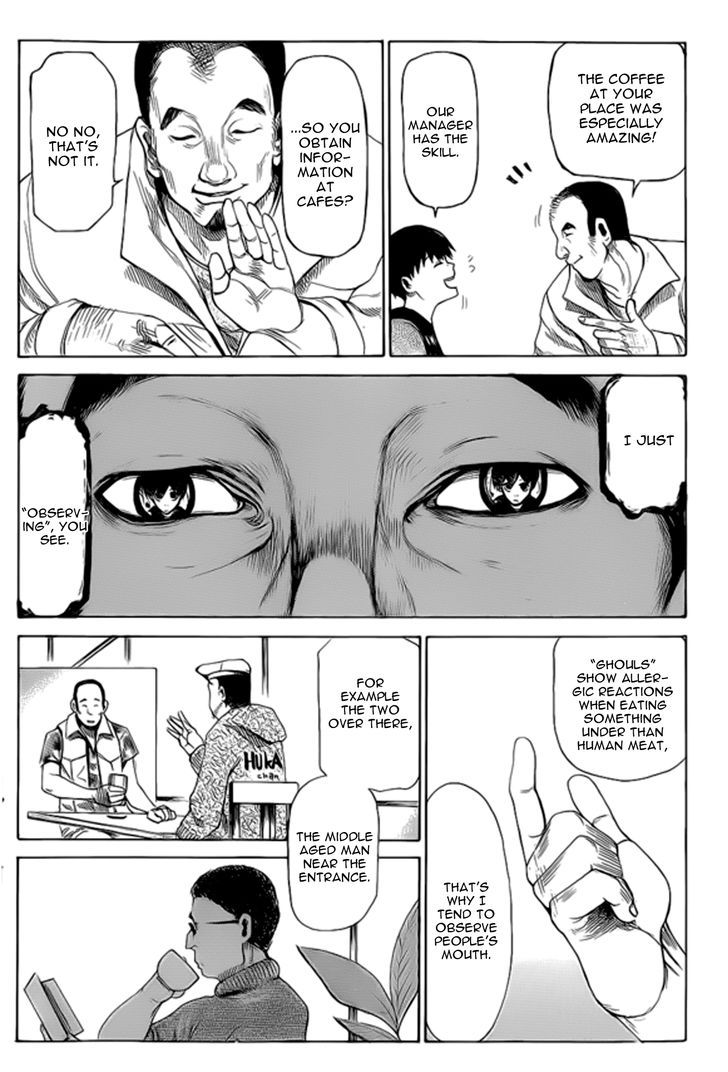 THE COFFEE
AT YOUR
PLACE WAS
ESPECIALLY
AMAZING!
OUR
MANAGER
HAS THE
SKILL.
...SO YOU
OBTAIN
INFOR-
MATION
AT
CAFES?
NO NO,
THAT'S
NOT IT.
I JUST
"OBSERV-
ING", YOU
SEE.
"GHOULS"
SHOW ALLER-
GIC REACTIONS
WHEN EATING
SOMETHING
UNDER THAN
HUMAN MEAT,
THAT'S
WHY I
TEND TO
OBSERVE
PEOPLE'S
MOUTH.
FOR
EXAMPLE
THE TWO
OVER THERE,
HUKA
chan
THE MIDDLE
AGED MAN
NEAR THE
ENTRANCE.